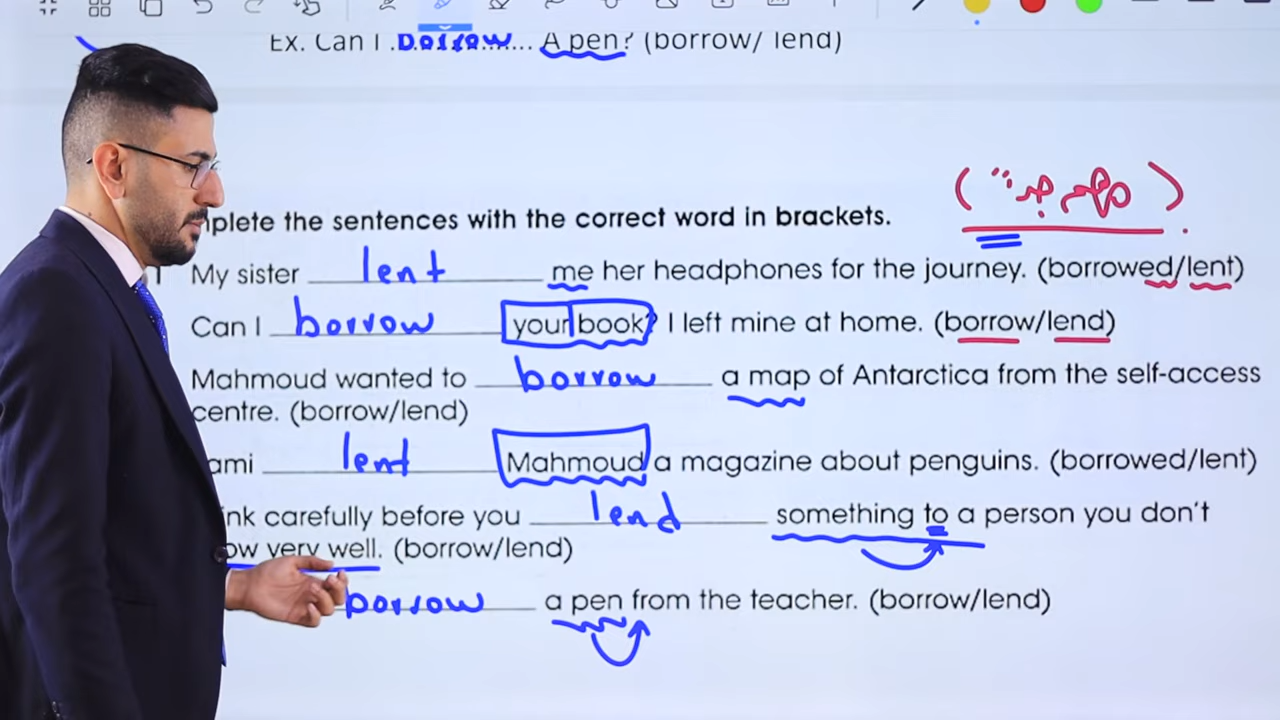 Ex. Can I .borrow.... A pen? (borrow/ lend)
(مهم جداً)
plete the sentences with the correct word in brackets.
1 My sister lent me her headphones for the journey. (borrowed/lent)
Can I borrow your book? I left mine at home. (borrow/lend)
Mahmoud wanted to borrow a map of Antarctica from the self-access
centre. (borrow/lend)
ami lent Mahmoud a magazine about penguins. (borrowed/lent)
nk carefully before you lend something to a person you don't
ow very well. (borrow/lend)
borrow a pen from the teacher. (borrow/lend)